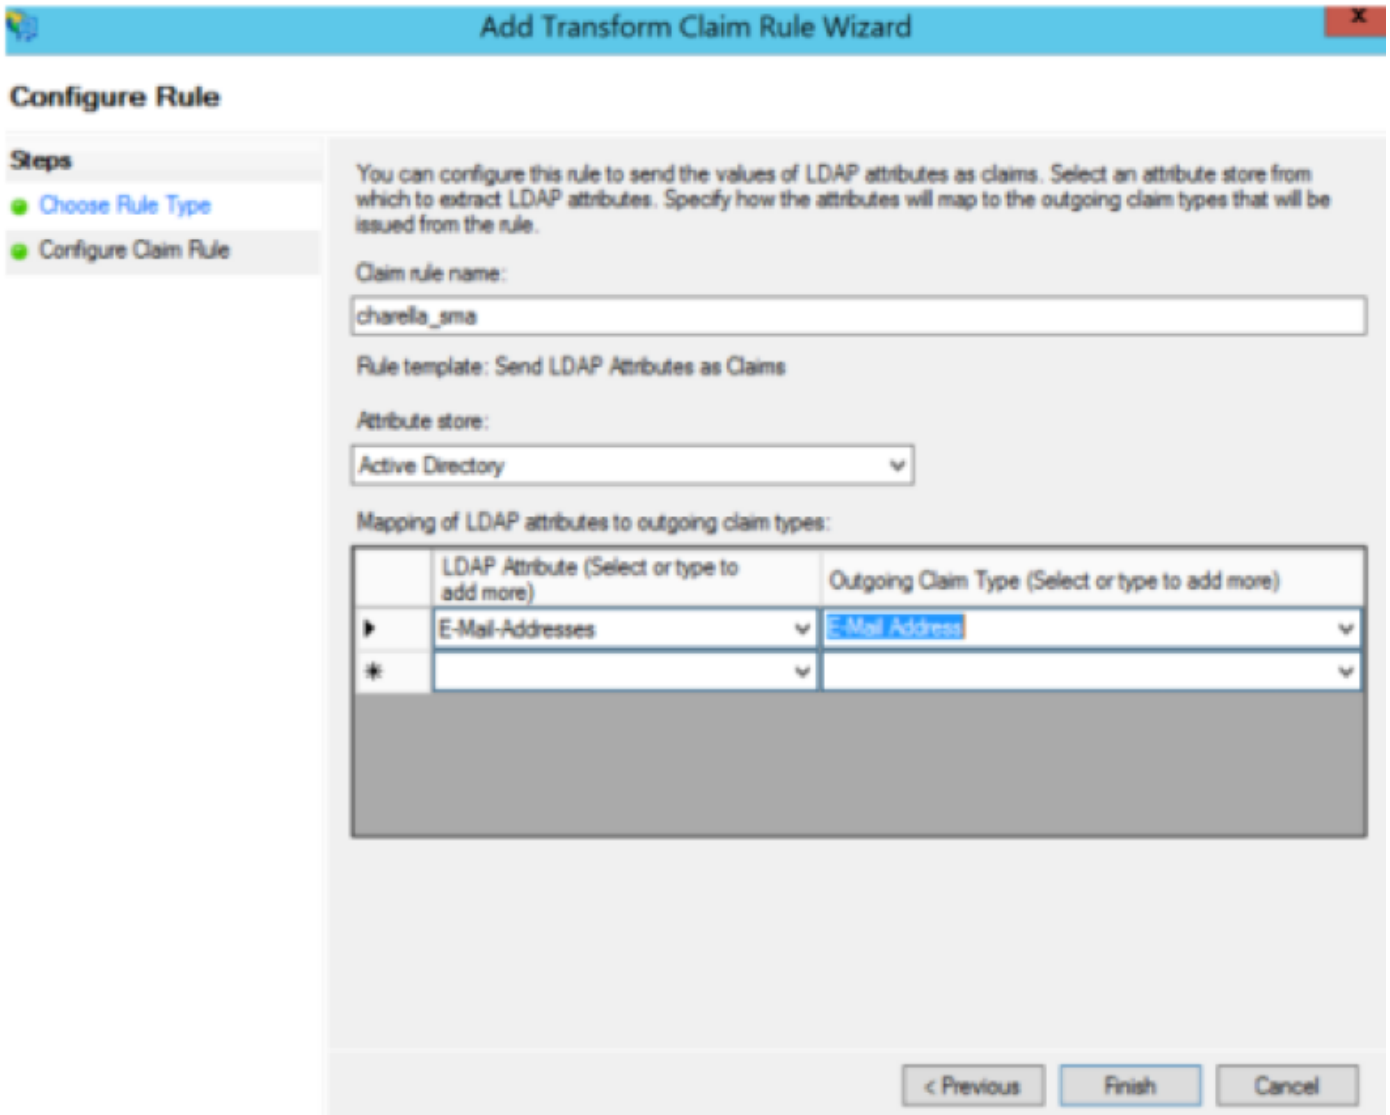 Add Transform Claim Rule Wizard
x
Configure Rule
Steps
Choose Rule Type
Configure Claim Rule
You can configure this rule to send the values of LDAP attributes as claims. Select an attribute store from
which to extract LDAP attributes. Specify how the attributes will map to the outgoing claim types that will be
issued from the rule.
Claim rule name:
charella_sma
Rule template: Send LDAP Attributes as Claims
Attribute store:
Active Directory
Mapping of LDAP attributes to outgoing claim types:
LDAP Attribute (Select or type to
add more)
Outgoing Claim Type (Select or type to add more)
E-Mail-Addresses
E-Mail Address
*
< Previous
Finish
Cancel